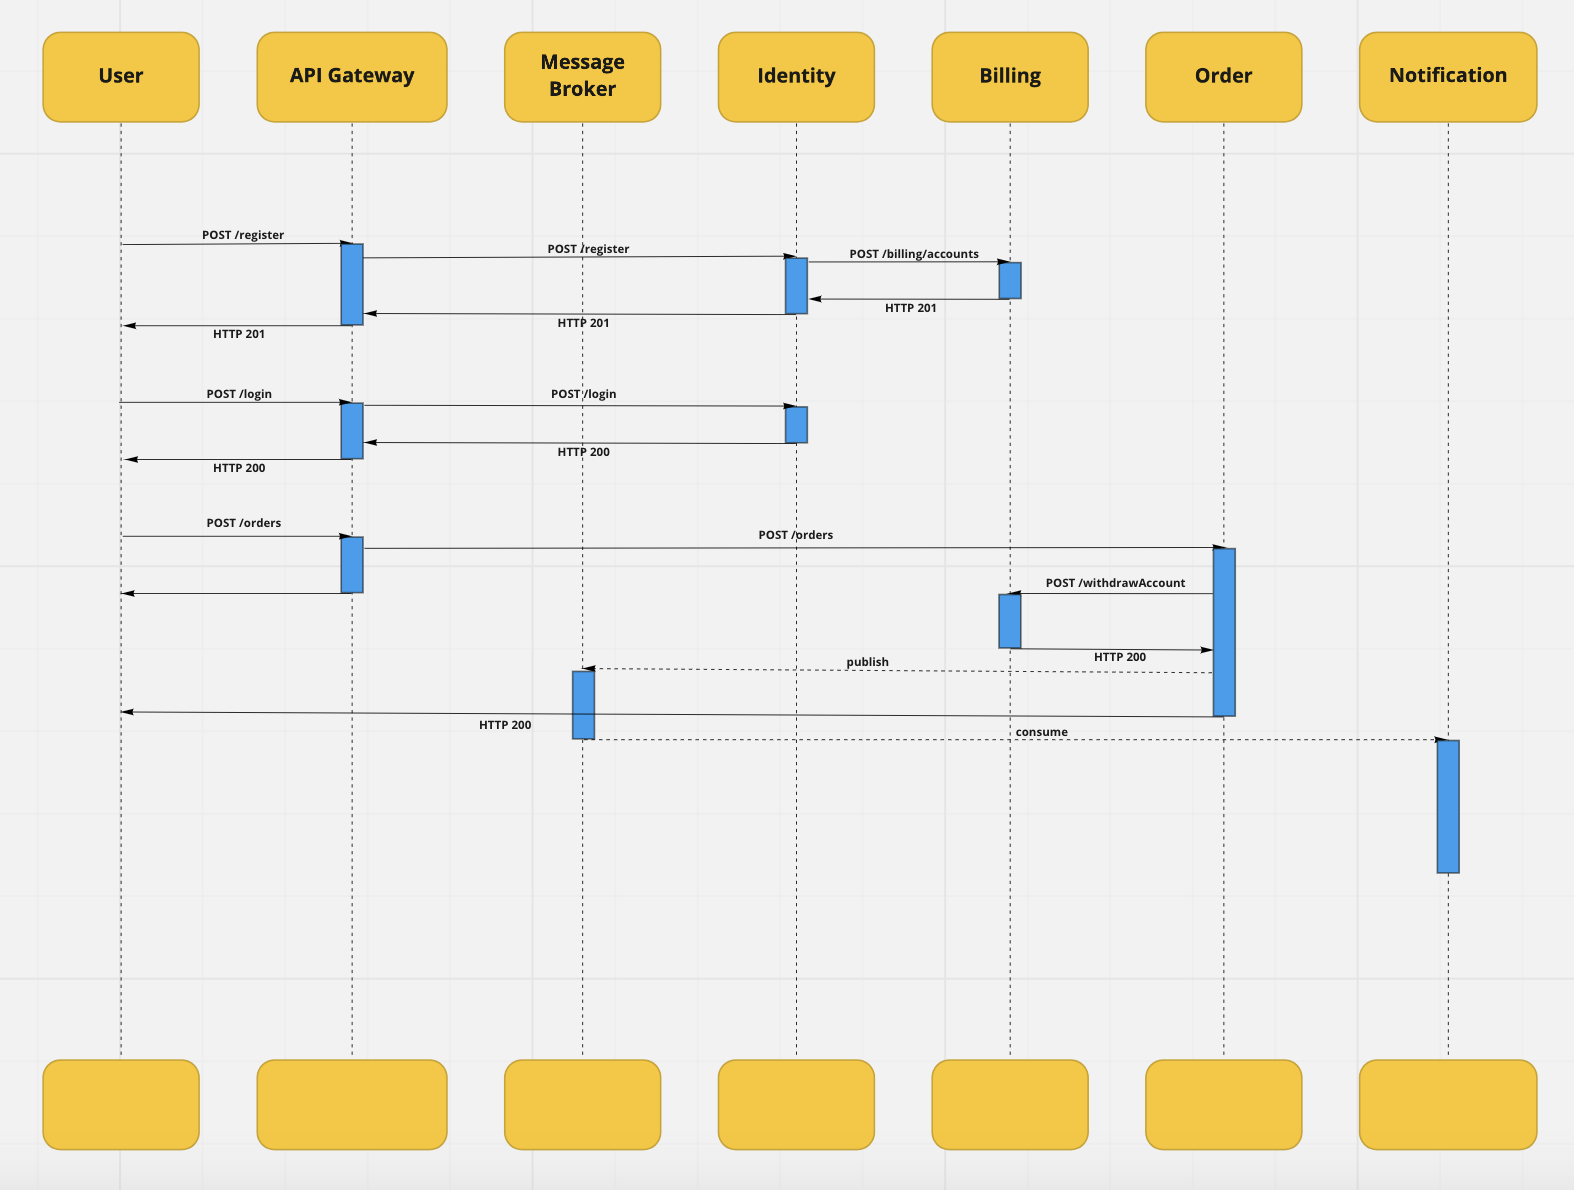 User
API Gateway
Message
Broker
Identity
Billing
Order
Notification
POST /register
POST /register
POST /billing/accounts
HTTP 201
HTTP 201
HTTP 201
POST /login
POST /login
HTTP 200
HTTP 200
POST /orders
POST /orders
POST /withdrawAccount
HTTP 200
publish
HTTP 200
consume